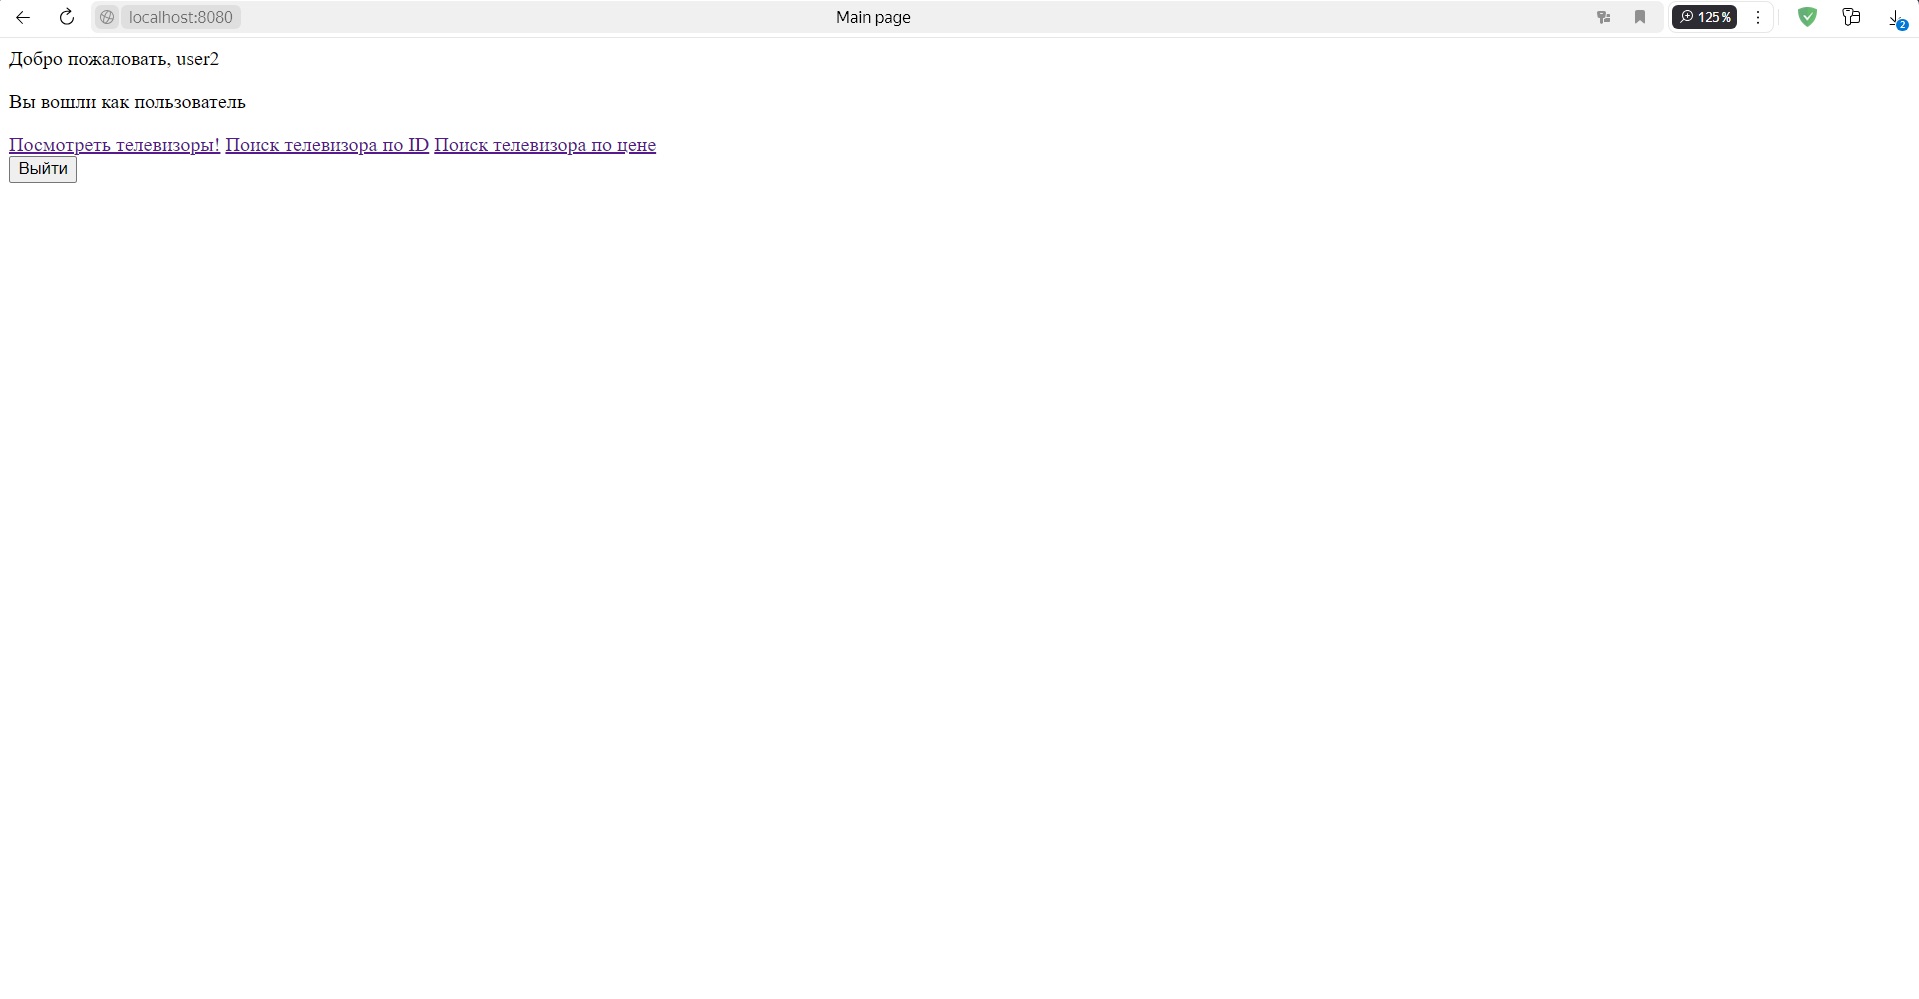 localhost:8080 Main page 125% 2
Добро пожаловать, user2
Вы вошли как пользователь
Посмотреть телевизоры! Поиск телевизора по ID Поиск телевизора по цене
Выйти